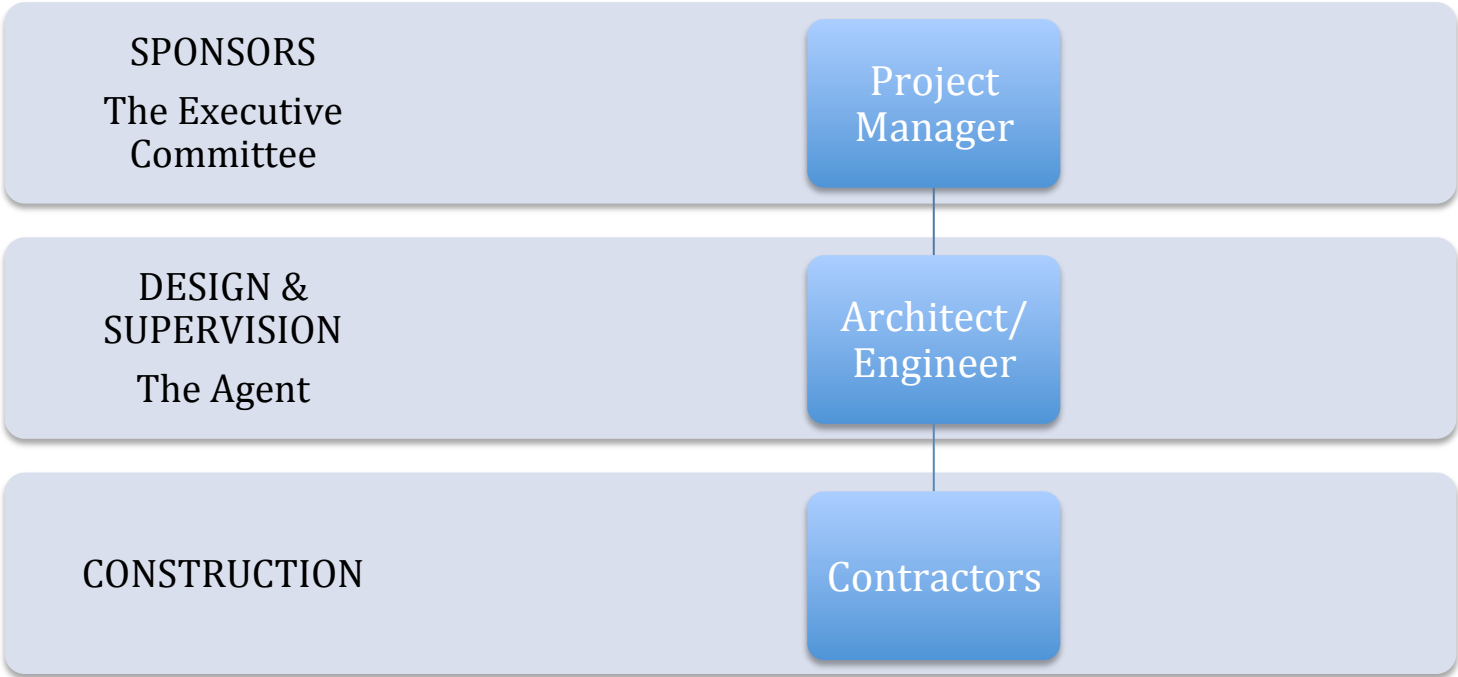 SPONSORS
The Executive
Committee
Project
Manager
DESIGN &
SUPERVISION
The Agent
Architect/
Engineer
CONSTRUCTION
Contractors